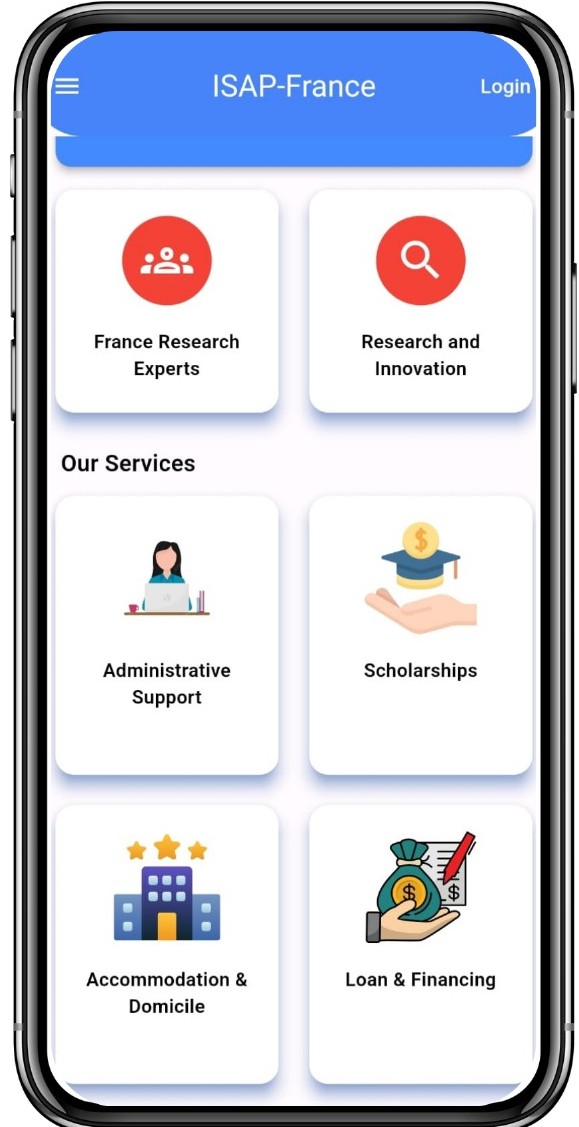 ISAP-France
Login
France Research
Experts
Research and
Innovation
Our Services
$
Administrative
Support
Scholarships
Accommodation &
Domicile
$
$
Loan & Financing